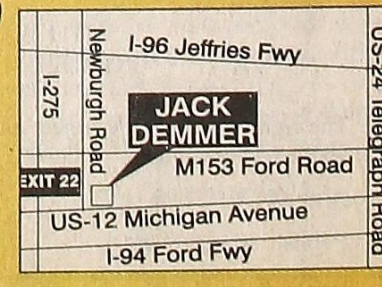 I-96 Jeffries Fwy
I-275
Newburgh Road
US-24 Telegraph Road
JACK
DEMMER
M153 Ford Road
EXIT 22
US-12 Michigan Avenue
I-94 Ford Fwy